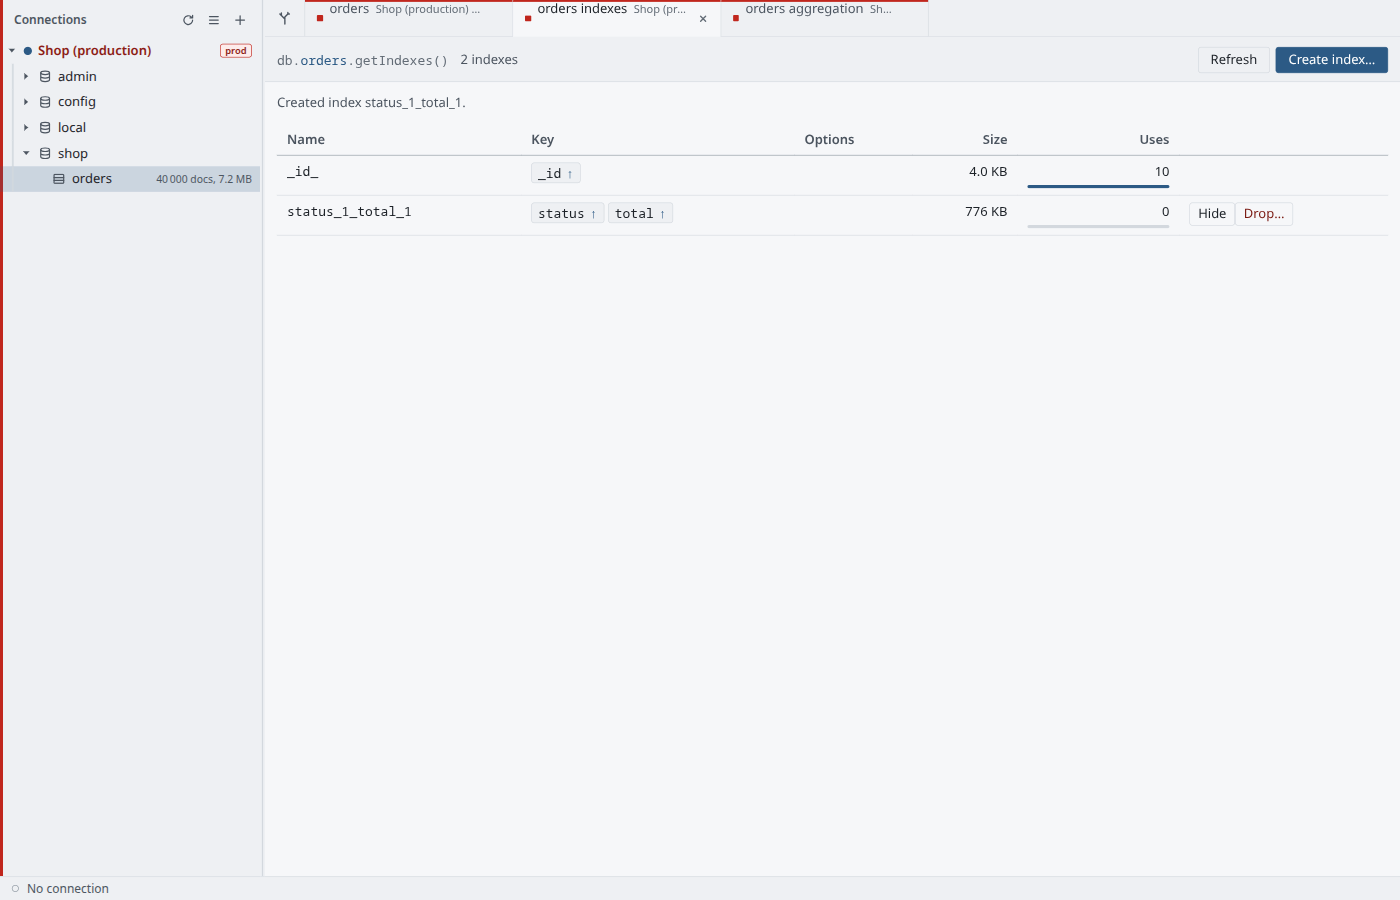 Connections
Shop (production) prod
admin
config
local
shop
orders 40 000 docs, 7.2 MB
orders Shop (production) ...
orders indexes Shop (pr... ×
orders aggregation Sh...
db.orders.getIndexes() 2 indexes
Refresh Create index...
Created index status_1_total_1.
Name Key Options Size Uses
_id_ _id ↑ 4.0 KB 10
status_1_total_1 status ↑ total ↑ 776 KB 0 Hide Drop...
No connection